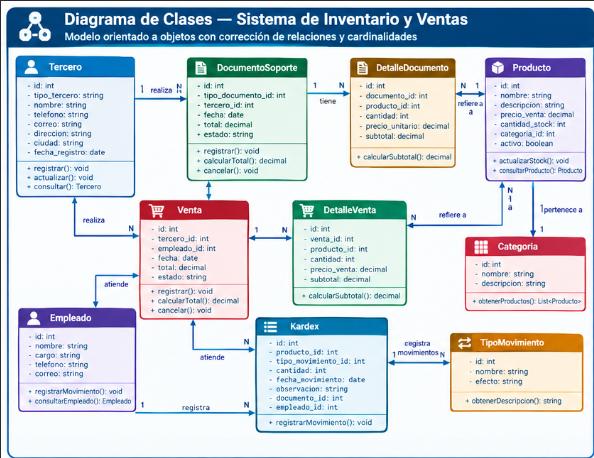 Diagrama de Clases — Sistema de Inventario y Ventas
Modelo orientado a objetos con corrección de relaciones y cardinalidades
Tercero
- id: int
- tipo_tercero: string
- nombre: string
- telefono: string
- correo: string
- direccion: string
- ciudad: string
- fecha_registro: date
+ registrar(): void
+ actualizar(): void
+ consultar(): Tercero
1 realiza N
DocumentoSoporte
- id: int
- tipo_documento_id: int
- tercero_id: int
- fecha: date
- total: decimal
- estado: string
+ registrar(): void
+ calcularTotal(): decimal
+ cancelar(): void
1 N
tiene
DetalleDocumento
- id: int
- documento_id: int
- producto_id: int
- cantidad: int
- precio_unitario: decimal
- subtotal: decimal
+ calcularSubtotal(): decimal
N 1
refiere a
a
Producto
- id: int
- nombre: string
- descripcion: string
- precio_venta: decimal
- cantidad_stock: int
- categoria_id: int
- activo: boolean
+ actualizarStock(): void
+ consultarProducto(): Producto
1
realiza
N
Venta
- id: int
- tercero_id: int
- empleado_id: int
- fecha: date
- total: decimal
- estado: string
+ registrar(): void
+ calcularTotal(): decimal
+ cancelar(): void
1 N
DetalleVenta
- id: int
- venta_id: int
- producto_id: int
- cantidad: int
- precio_venta: decimal
- subtotal: decimal
+ calcularSubtotal(): decimal
N refiere a
N
a
1pertenece a
1
Categoria
- id: int
- nombre: string
- descripcion: string
+ obtenerProductos(): List<Producto>
atiende
Empleado
- id: int
- nombre: string
- cargo: string
- telefono: string
- correo: string
+ registrarMovimiento(): void
+ consultarEmpleado(): Empleado
atiende N
1 registra N
Kardex
- id: int
- producto_id: int
- tipo_movimiento_id: int
- cantidad: int
- fecha_movimiento: date
- observacion: string
- documento_id: int
- empleado_id: int
+ registrarMovimiento(): void
movimientos
N 1
TipoMovimiento
- id: int
- nombre: string
- efecto: string
+ obtenerDescripcion(): string